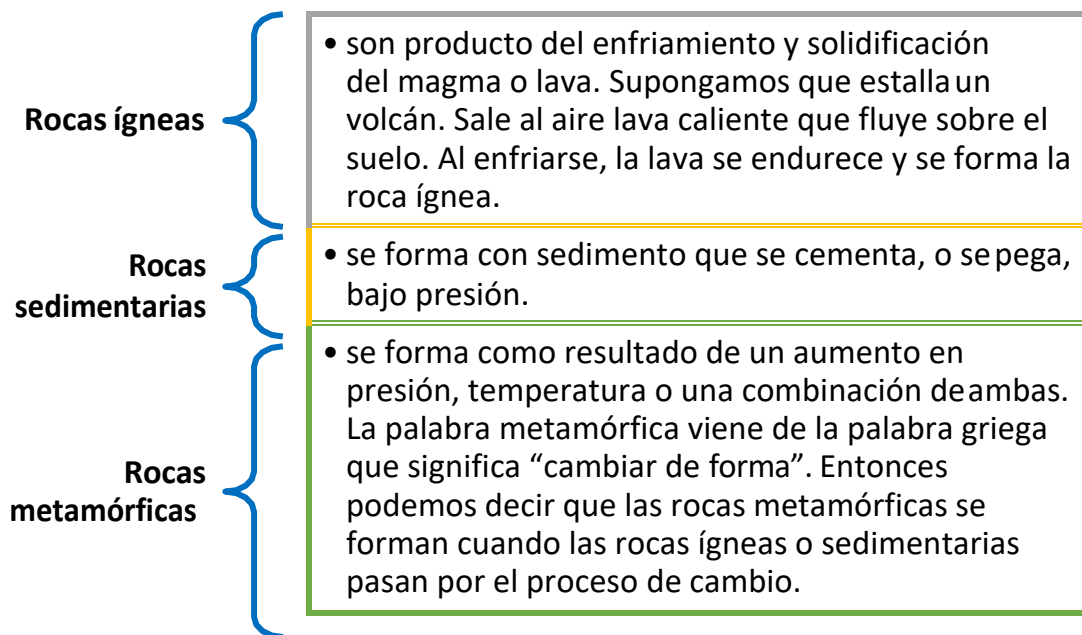 Rocas ígneas
• son producto del enfriamiento y solidificación
del magma o lava. Supongamos que estalla un
volcán. Sale al aire lava caliente que fluye sobre el
suelo. Al enfriarse, la lava se endurece y se forma la
roca ígnea.
Rocas
sedimentarias
• se forma con sedimento que se cementa, o se pega,
bajo presión.
Rocas
metamórficas
• se forma como resultado de un aumento en
presión, temperatura o una combinación de ambas.
La palabra metamórfica viene de la palabra griega
que significa “cambiar de forma”. Entonces
podemos decir que las rocas metamórficas se
forman cuando las rocas ígneas o sedimentarias
pasan por el proceso de cambio.